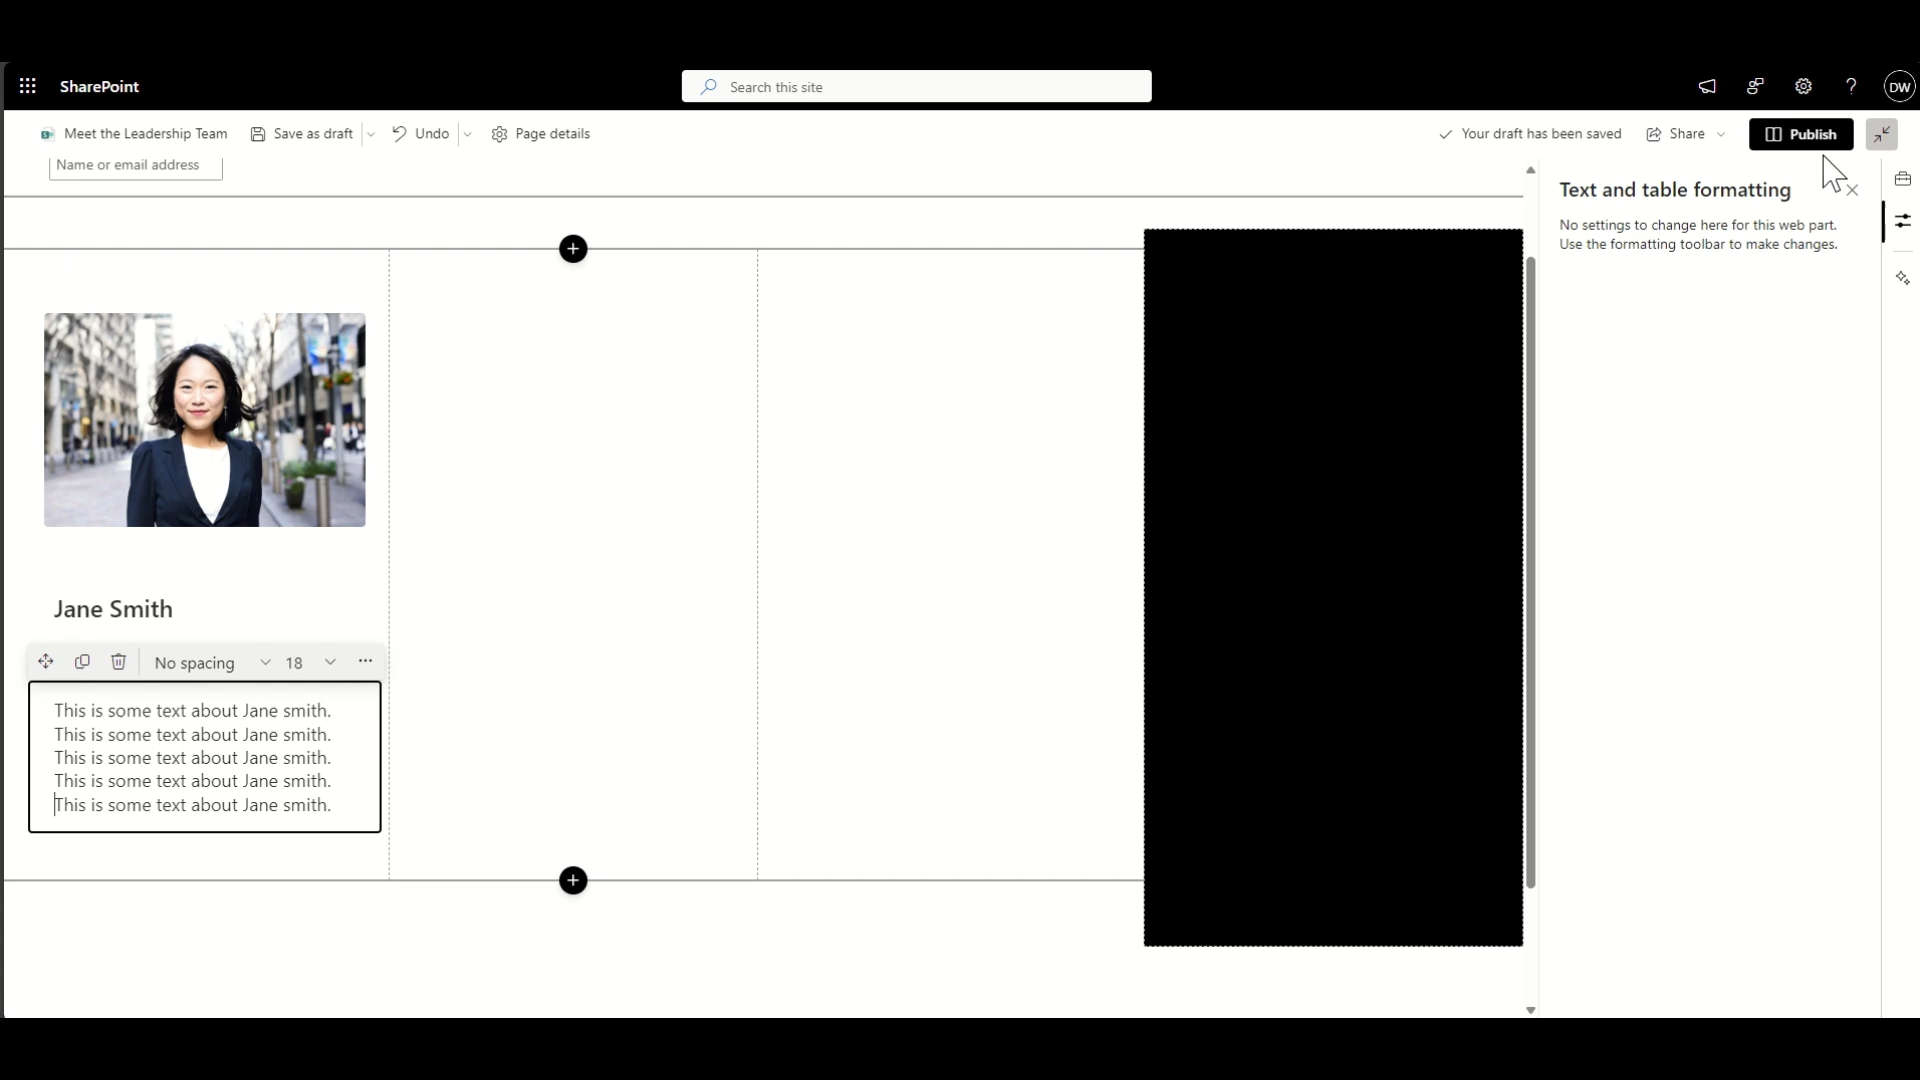 SharePoint
Search this site
DW
Meet the Leadership Team
Save as draft
Undo
Page details
Your draft has been saved
Share
Publish
Name or email address
Text and table formatting
No settings to change here for this web part.
Use the formatting toolbar to make changes.
Jane Smith
No spacing
18
This is some text about Jane smith.
This is some text about Jane smith.
This is some text about Jane smith.
This is some text about Jane smith.
This is some text about Jane smith.